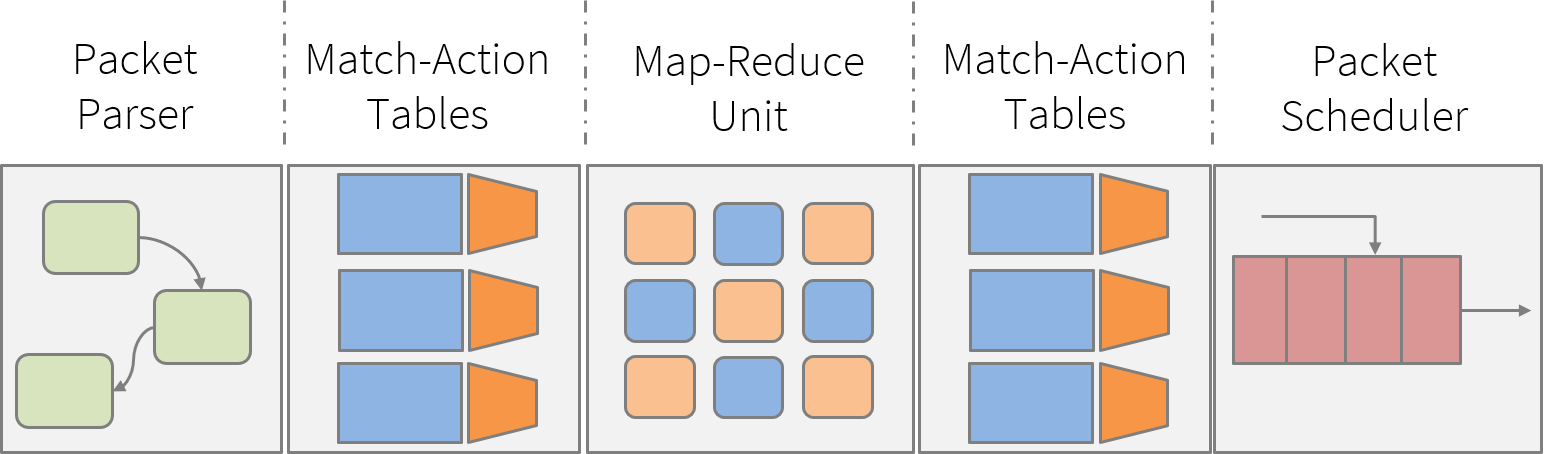 Packet
Parser
Match-Action
Tables
Map-Reduce
Unit
Match-Action
Tables
Packet
Scheduler